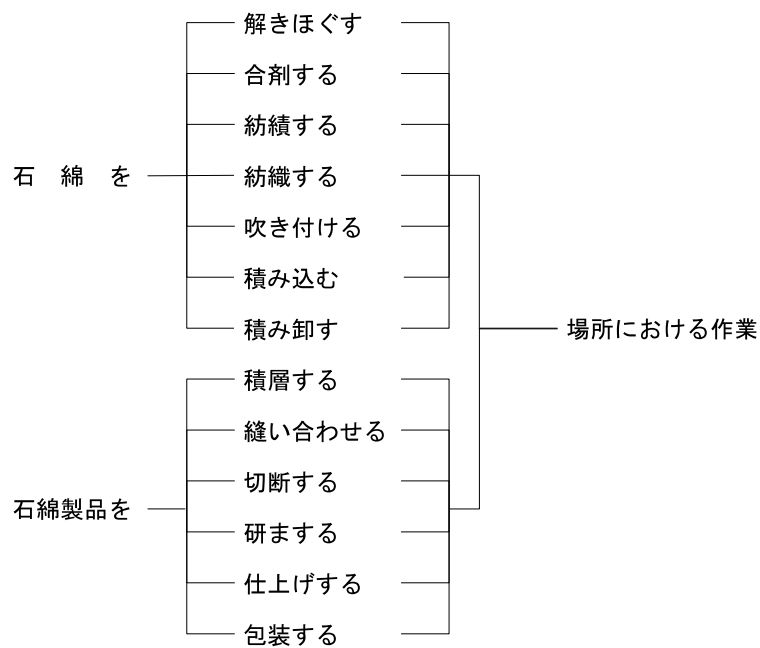 石綿を
解きほぐす
合剤する
紡績する
紡織する
吹き付ける
積み込む
積み卸す
石綿製品を
積層する
縫い合わせる
切断する
研まする
仕上げする
包装する
場所における作業